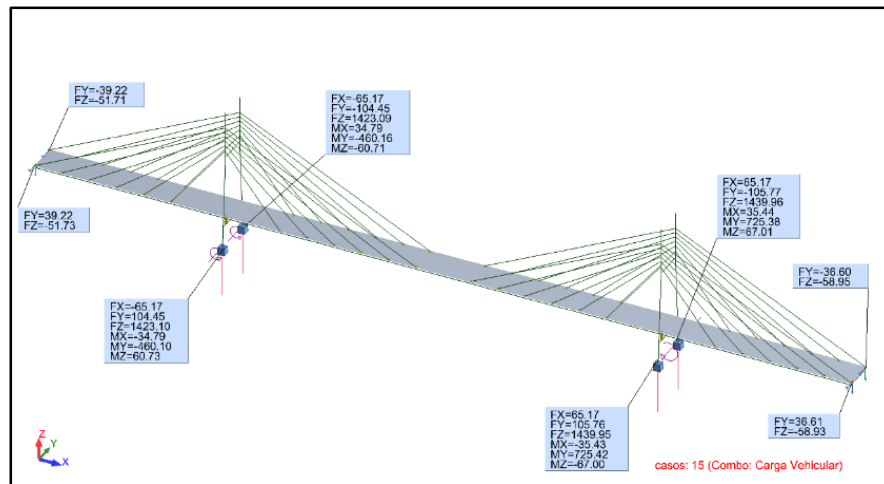 FY=-39.22
FZ=-51.71
FX=-65.17
FY=-104.45
FZ=1423.09
MX=34.79
MY=-460.16
MZ=-60.71
FX=65.17
FY=-105.77
FZ=1439.96
MX=35.44
MY=725.38
MZ=67.01
FY=39.22
FZ=-51.73
FY=-36.60
FZ=-58.95
FX=-65.17
FY=104.45
FZ=1423.10
MX=-34.79
MY=-460.10
MZ=60.73
FX=65.17
FY=105.76
FZ=1439.95
MX=-35.43
MY=725.42
MZ=-67.00
FY=36.61
FZ=-58.93
Z
Y
X
casos: 15 (Combo: Carga Vehicular)